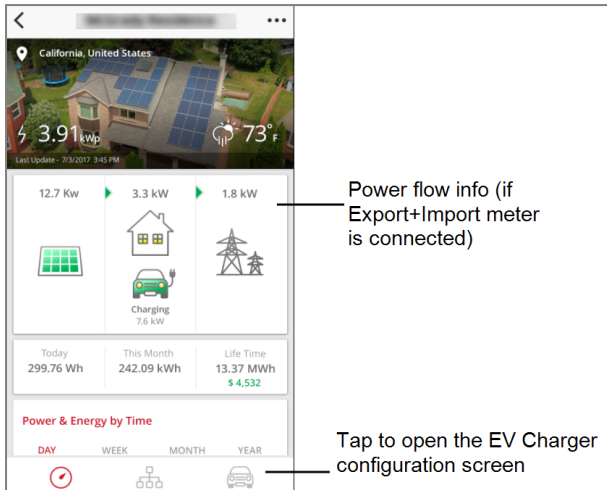 California, United States
3.91kWp
73°F
Last Update - 7/3/2017 3:45 PM
12.7 Kw
3.3 kW
1.8 kW
Charging
7.6 kW
Today
This Month
Life Time
299.76 Wh
242.09 kWh
13.37 MWh
$ 4,532
Power & Energy by Time
DAY
WEEK
MONTH
YEAR
Power flow info (if
Export+Import meter
is connected)
Tap to open the EV Charger
configuration screen